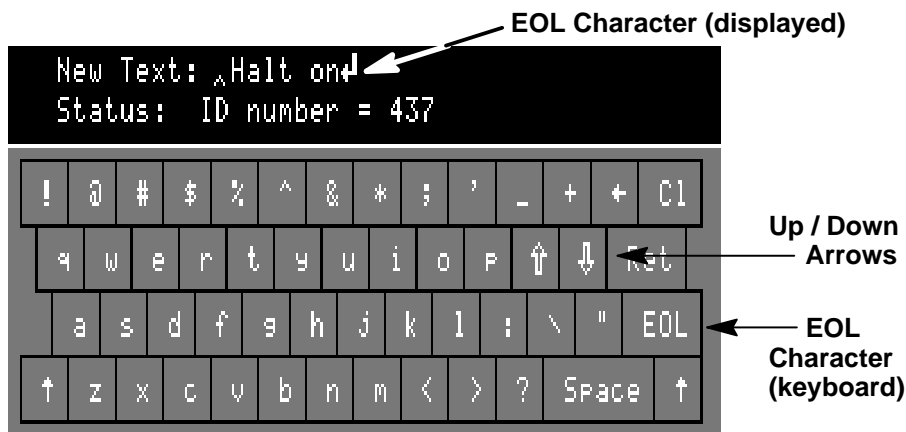 EOL Character (displayed)
New Text: ^Halt on↲
Status: ID number = 437
! @ # $ % ^ & * ; ' _ + ← Cl
q w e r t y u i o p ⇧ ⇩ Ret
Up / Down
Arrows
a s d f g h j k l : \ " EOL
EOL
Character
(keyboard)
↑ z x c v b n m < > ? Space ↑